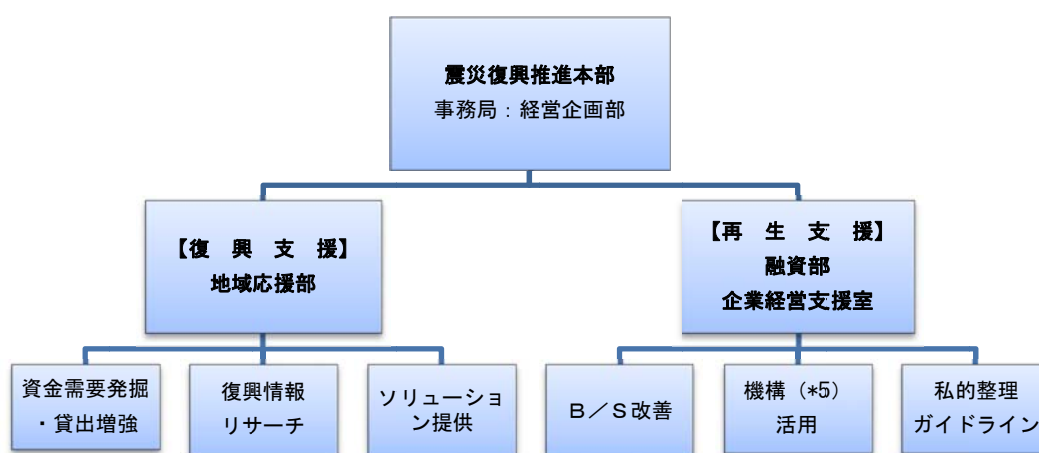 震災復興推進本部
事務局：経営企画部
【復　興　支　援】
地域応援部
【再　生　支　援】
融資部
企業経営支援室
資金需要発掘
・貸出増強
復興情報
リサーチ
ソリューショ
ン提供
Ｂ／Ｓ改善
機構（*5）
活用
私的整理
ガイドライン